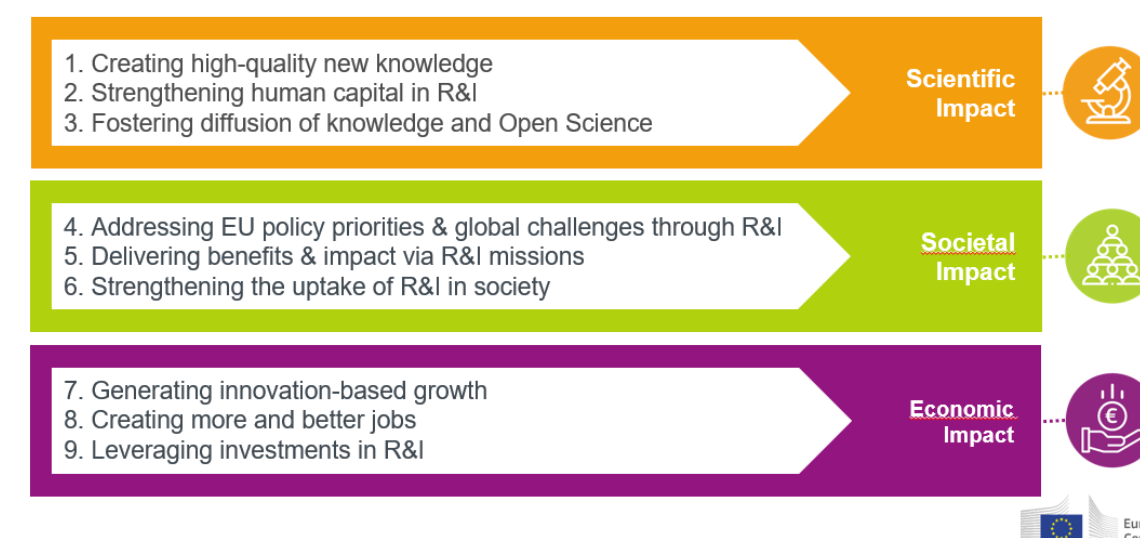 1. Creating high-quality new knowledge
2. Strengthening human capital in R&I
3. Fostering diffusion of knowledge and Open Science
Scientific
Impact
4. Addressing EU policy priorities & global challenges through R&I
5. Delivering benefits & impact via R&I missions
6. Strengthening the uptake of R&I in society
Societal
Impact
7. Generating innovation-based growth
8. Creating more and better jobs
9. Leveraging investments in R&I
Economic
Impact
€